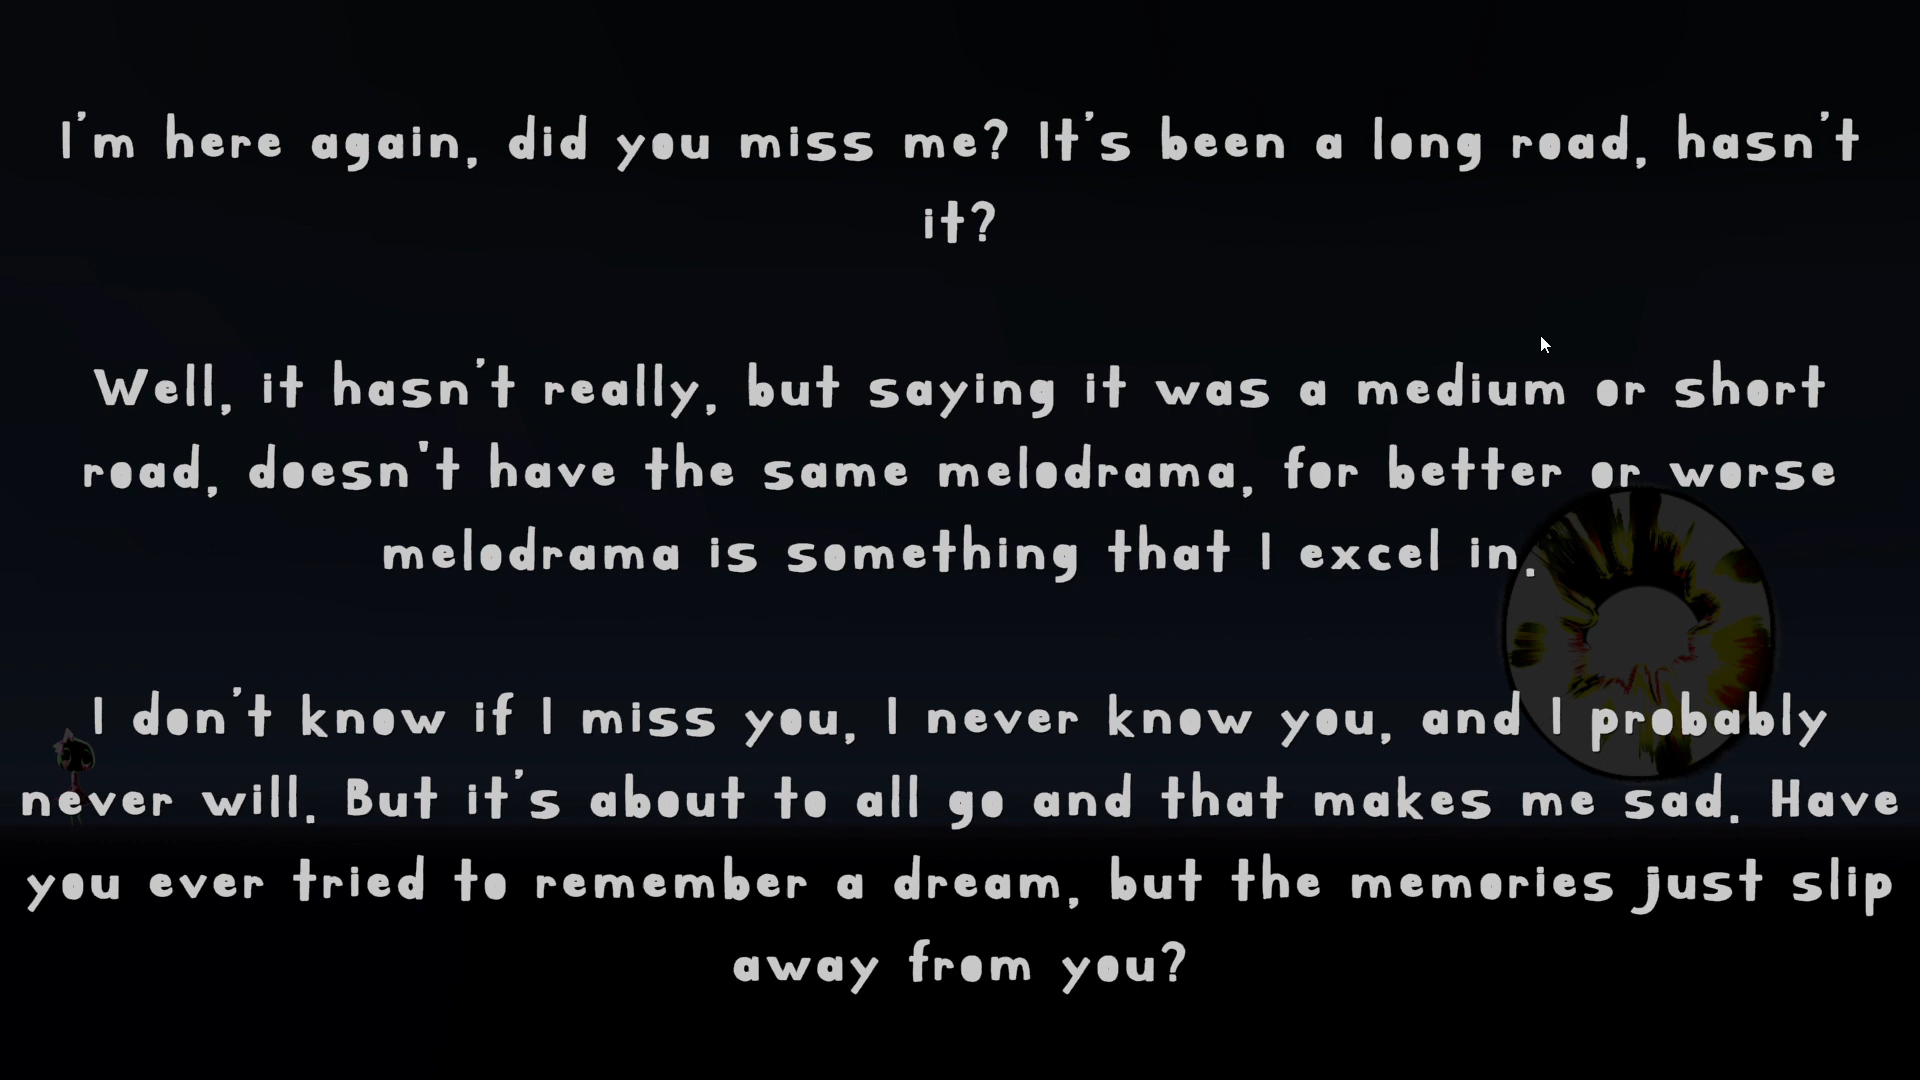 I'm here again, did you miss me? It's been a long road, hasn't
it?
Well, it hasn't really, but saying it was a medium or short
road, doesn't have the same melodrama, for better or worse
melodrama is something that I excel in.
I don't know if I miss you, I never know you, and I probably
never will. But it's about to all go and that makes me sad. Have
you ever tried to remember a dream, but the memories just slip
away from you?